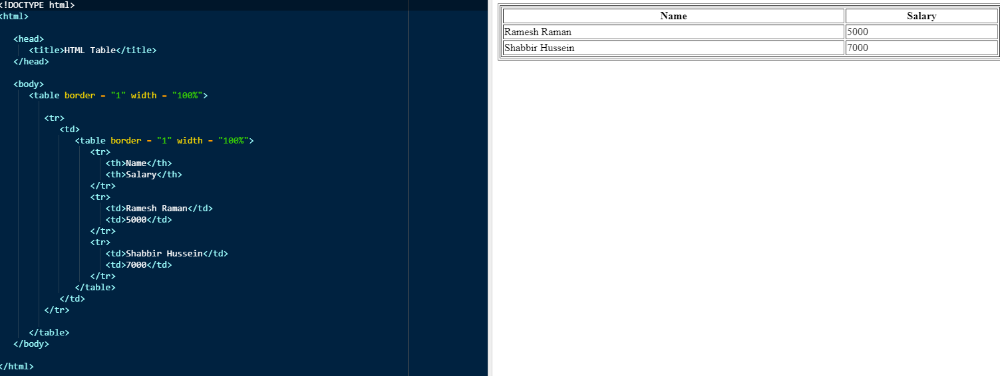 <!DOCTYPE html>
<html>
<head>
<title>HTML Table</title>
</head>
<body>
<table border = "1" width = "100%">
<tr>
<td>
<table border = "1" width = "100%">
<tr>
<th>Name</th>
<th>Salary</th>
</tr>
<tr>
<td>Ramesh Raman</td>
<td>5000</td>
</tr>
<tr>
<td>Shabbir Hussein</td>
<td>7000</td>
</tr>
</table>
</td>
</tr>
</table>
</body>
</html>
Name Salary
Ramesh Raman 5000
Shabbir Hussein 7000